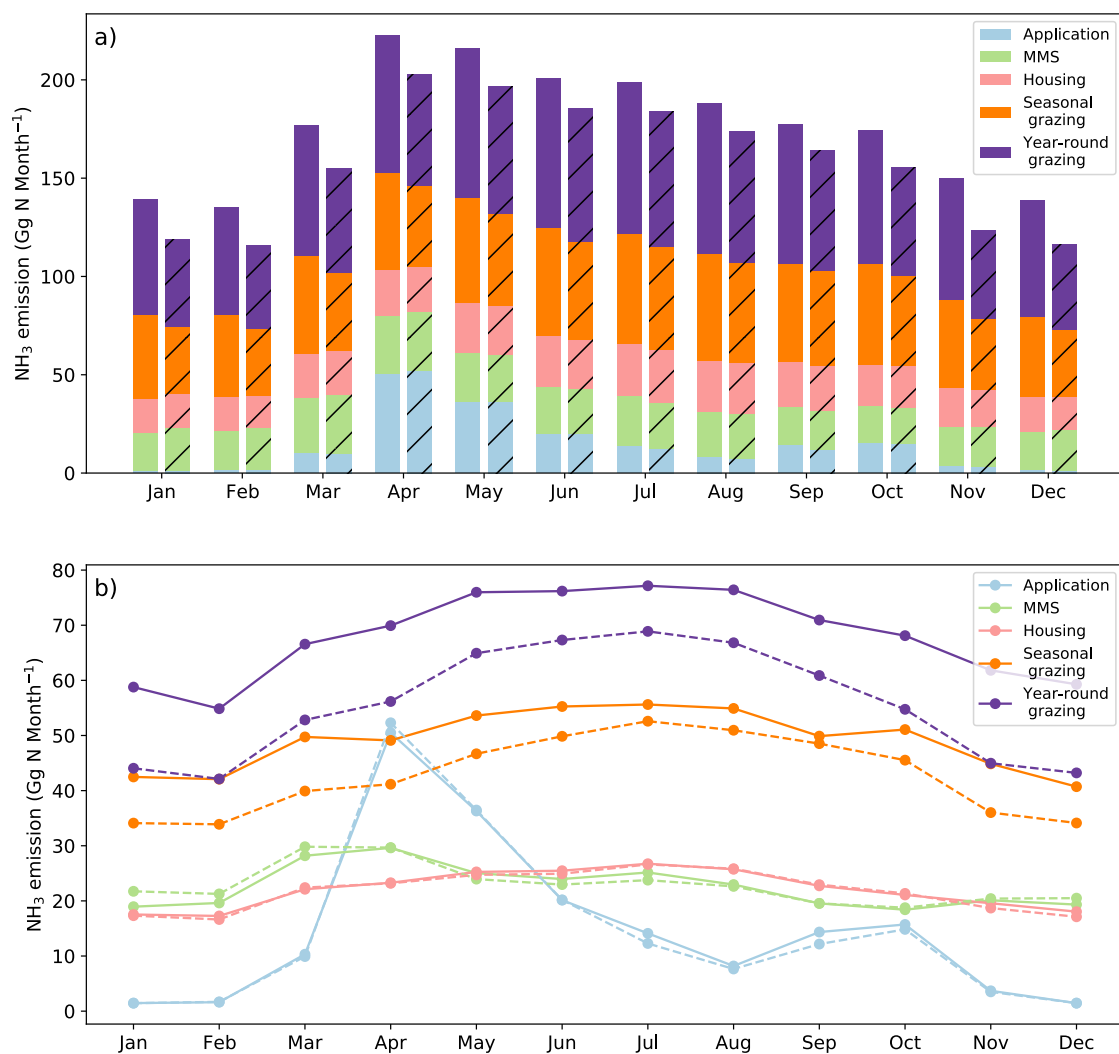 a)
NH₃ emission (Gg N Month⁻¹)
200
150
100
50
0
Jan Feb Mar Apr May Jun Jul Aug Sep Oct Nov Dec
Application
MMS
Housing
Seasonal
grazing
Year-round
grazing
b)
NH₃ emission (Gg N Month⁻¹)
80
70
60
50
40
30
20
10
0
Jan Feb Mar Apr May Jun Jul Aug Sep Oct Nov Dec
Application
MMS
Housing
Seasonal
grazing
Year-round
grazing